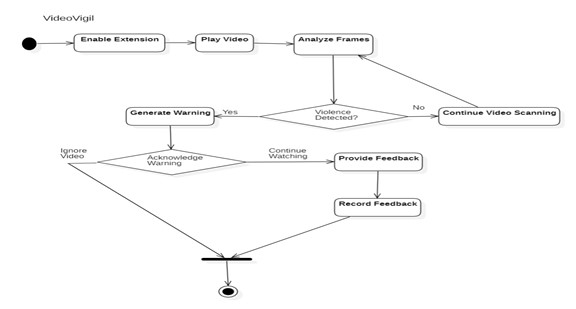 VideoVigil
Enable Extension
Play Video
Analyze Frames
Violence
Detected?
Yes
No
Generate Warning
Continue Video Scanning
Ignore
Video
Acknowledge
Warning
Continue
Watching
Provide Feedback
Record Feedback